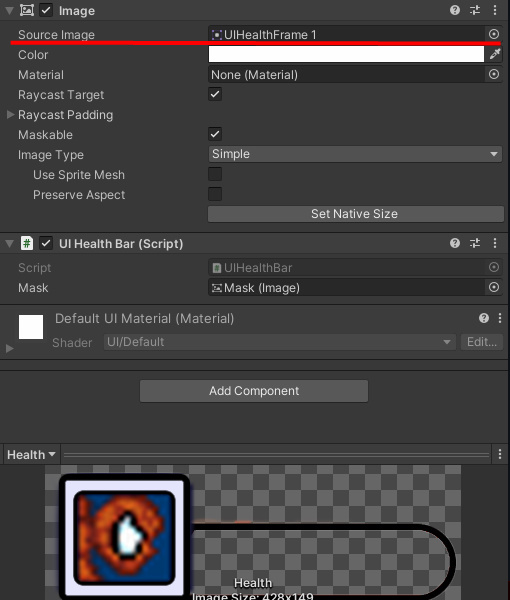 Image
Source Image UIHealthFrame 1
Color
Material None (Material)
Raycast Target
Raycast Padding
Maskable
Image Type Simple
Use Sprite Mesh
Preserve Aspect
Set Native Size
# UI Health Bar (Script)
Script UIHealthBar
Mask Mask (Image)
Default UI Material (Material)
Shader UI/Default Edit...
Add Component
Health
Health
Image Size: 428x149